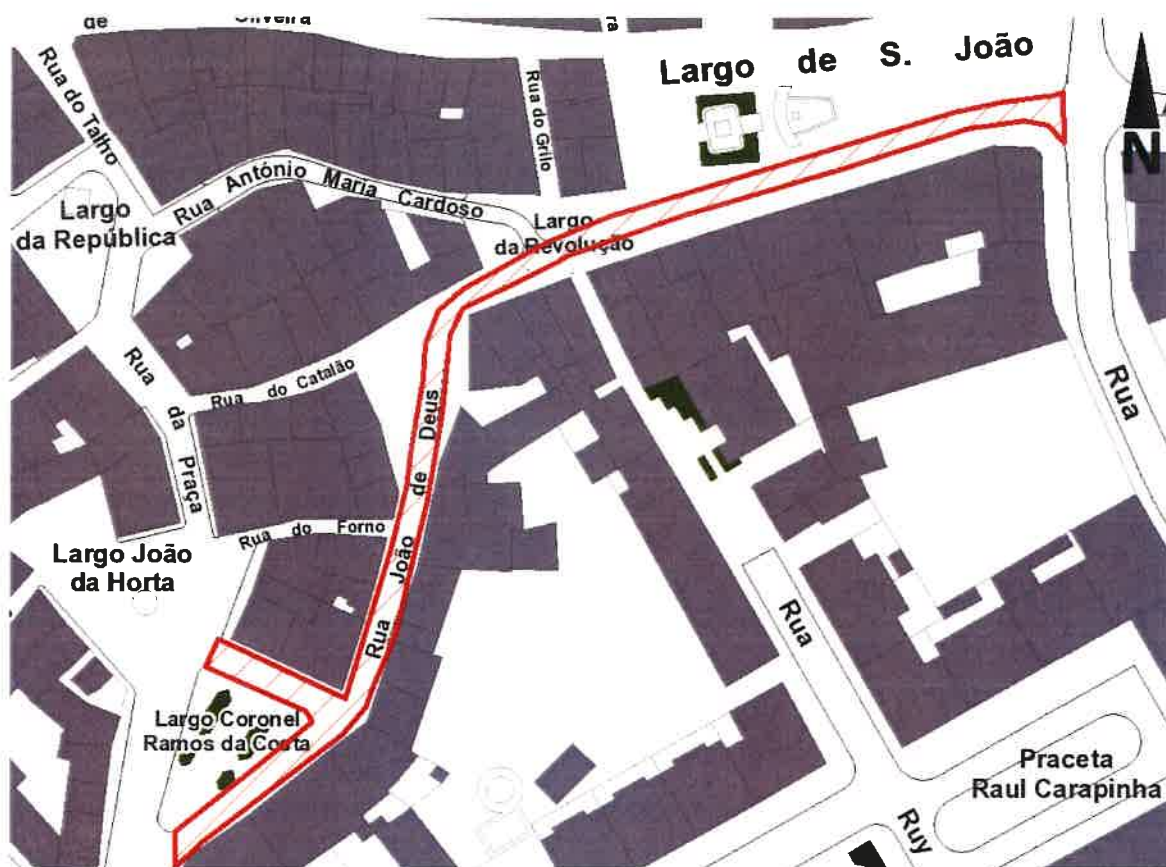 de
Oliveira
Rua do Talho
Largo de S. João
Rua do Grilo
N
Rua António Maria Cardoso
Largo
da República
Largo
da Revolução
Rua da Praça
Rua do Catalão
Rua
Rua João de Deus
Rua do Forno
Largo João
da Horta
Rua
Largo Coronel
Ramos da Costa
Praceta
Raul Carapinha
Ruy